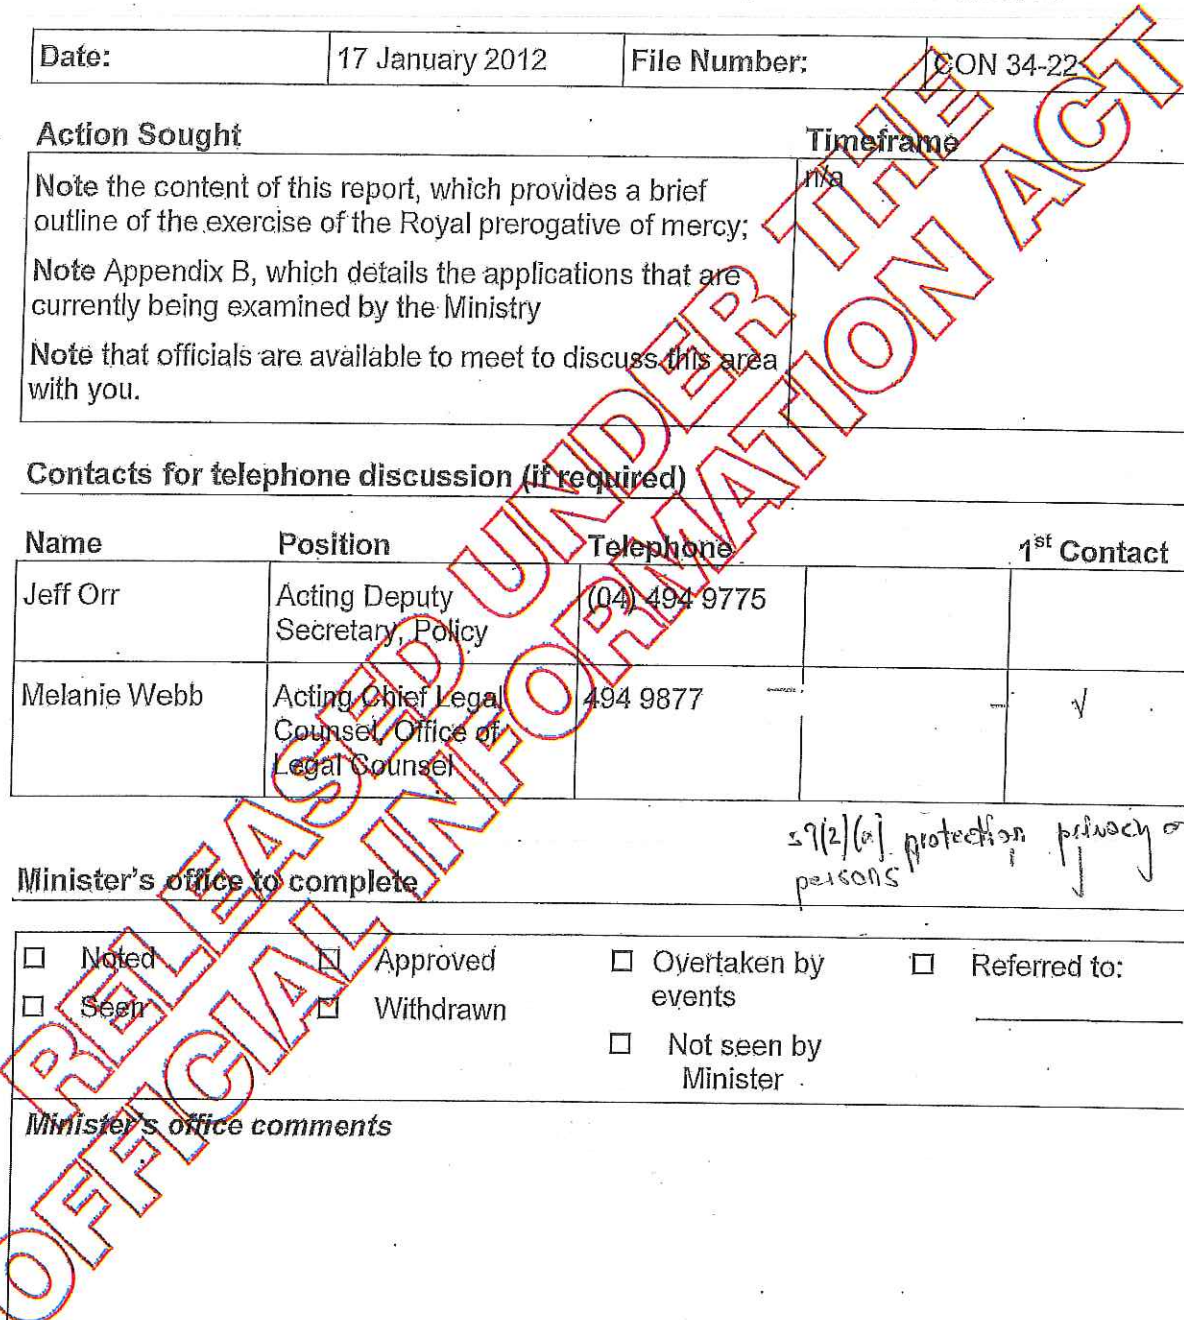 Date: 17 January 2012 File Number: CON 34-22
Action Sought Timeframe
Note the content of this report, which provides a brief n/a
outline of the exercise of the Royal prerogative of mercy;
Note Appendix B, which details the applications that are
currently being examined by the Ministry
Note that officials are available to meet to discuss this area
with you.
Contacts for telephone discussion (if required)
Name Position Telephone 1st Contact
Jeff Orr Acting Deputy (04) 494 9775
Secretary, Policy
Melanie Webb Acting Chief Legal 494 9877 √
Counsel, Office of
Legal Counsel
s9(2)(a) protection privacy
persons
Minister's office to complete
☐ Noted ☐ Approved ☐ Overtaken by ☐ Referred to:
events
☐ Seen ☐ Withdrawn
☐ Not seen by
Minister
Minister's office comments
RELEASED UNDER THE
OFFICIAL INFORMATION ACT